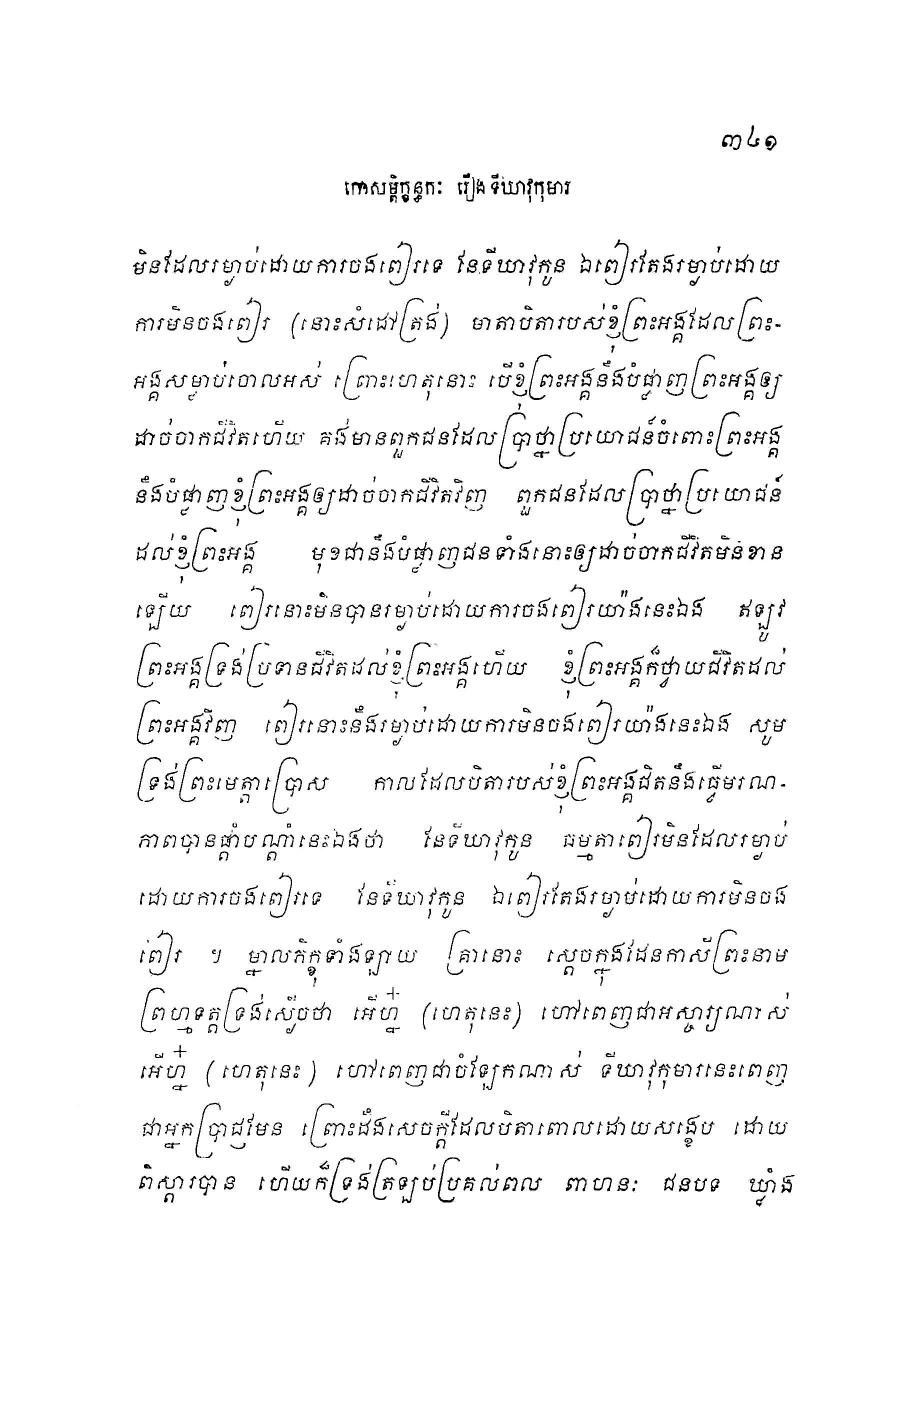 ៣៤១
កោសម្ពិក្ខន្ធកៈ រឿងទីឃាវុកុមារ
មិនដែលរម្ងាប់ដោយការចងពៀរទេ នែទីឃាវុកូន ឯពៀរតែងរម្ងាប់ដោយ
ការមិនចងពៀរ (នោះសំដៅត្រង់) មាតាបិតារបស់ខ្ញុំព្រះអង្គដែលព្រះ-
អង្គសម្លាប់ចោលអស់ ព្រោះហេតុនោះ បើខ្ញុំព្រះអង្គនឹងបំផ្លាញព្រះអង្គឲ្យ
ដាច់ចាកជីវិតហើយ គង់មានពួកជនដែលប្រាថ្នាប្រយោជន៍ចំពោះព្រះអង្គ
នឹងបំផ្លាញខ្ញុំព្រះអង្គឲ្យដាច់ចាកជីវិតវិញ ពួកជនដែលប្រាថ្នាប្រយោជន៍
ដល់ខ្ញុំព្រះអង្គ មុខជានឹងបំផ្លាញជនទាំងនោះឲ្យដាច់ចាកជីវិតមិនខាន
ឡើយ ពៀរនោះមិនបានរម្ងាប់ដោយការចងពៀរយ៉ាងនេះឯង ឥឡូវ
ព្រះអង្គទ្រង់ប្រទានជីវិតដល់ខ្ញុំព្រះអង្គហើយ ខ្ញុំព្រះអង្គក៏ថ្វាយជីវិតដល់
ព្រះអង្គវិញ ពៀរនោះនឹងរម្ងាប់ដោយការមិនចងពៀរយ៉ាងនេះឯង សូម
ទ្រង់ព្រះមេត្តាប្រោស កាលដែលបិតារបស់ខ្ញុំព្រះអង្គជិតនឹងធ្វើមរណ-
ភាពបានផ្តាំបណ្តាំនេះឯងថា នែទីឃាវុកូន ធម្មតាពៀរមិនដែលរម្ងាប់
ដោយការចងពៀរទេ នែទីឃាវុកូន ឯពៀរតែងរម្ងាប់ដោយការមិនចង
ពៀរ ។ ម្នាលភិក្ខុទាំងឡាយ គ្រានោះ ស្តេចក្នុងដែនកាសីព្រះនាម
ព្រហ្មទត្តទ្រង់ស្មើចថា អើហ្ន៎ (ហេតុនេះ) ហៅពេញជាអស្ចារ្យណាស់
អើហ្ន៎ (ហេតុនេះ) ហៅពេញជាចំឡែកណាស់ ទីឃាវុកុមារនេះពេញ
ជាអ្នកប្រាជ្ញមែន ព្រោះដឹងសេចក្តីដែលបិតាពោលដោយសង្ខេប ដោយ
ពិស្តារបាន ហើយក៏ទ្រង់ត្រឡប់ប្រគល់ពល ពាហនៈ ជនបទ ឃ្លាំង